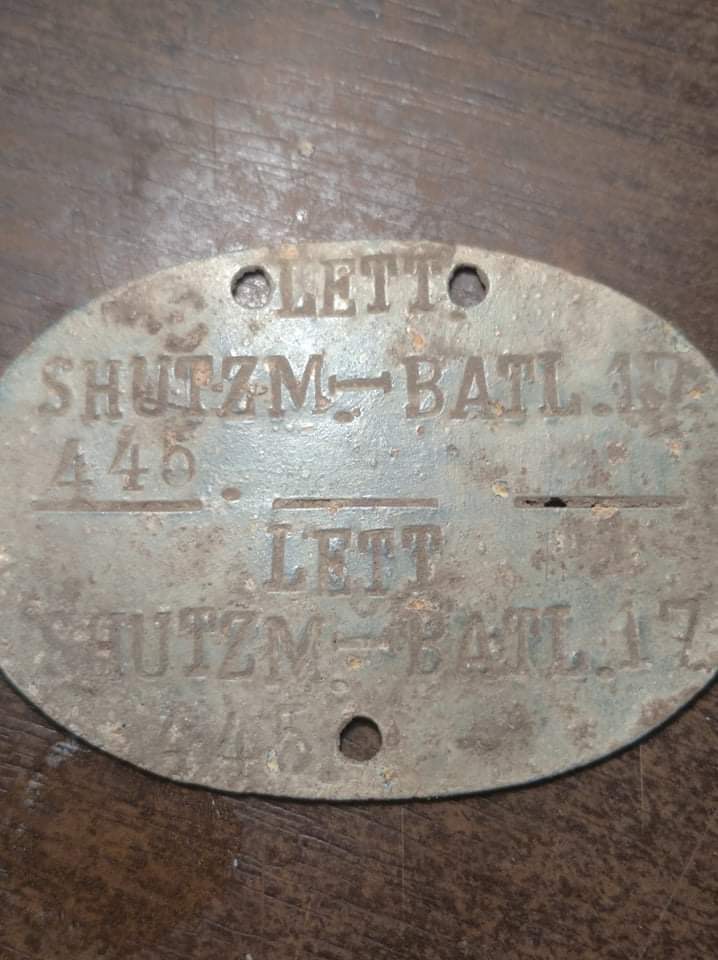 LETT.
SHUTZM-BATL.17
445.
LETT
SHUTZM-BATL.17
445